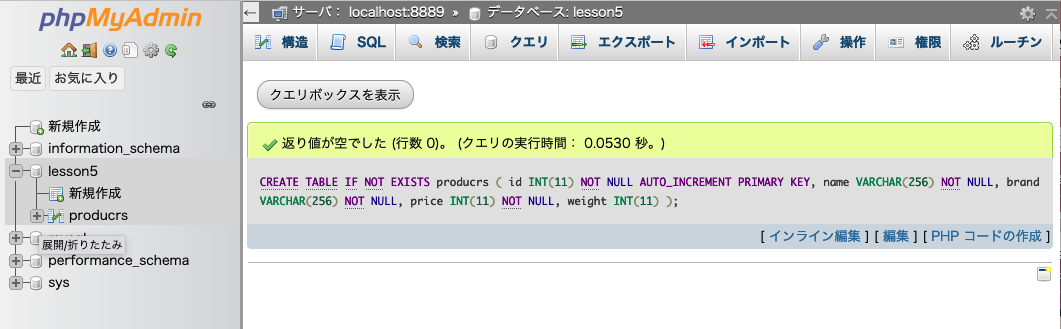 phpMyAdmin
最近 お気に入り
新規作成
information_schema
lesson5
新規作成
producrs
展開/折りたたみ
performance_schema
sys
サーバ： localhost:8889 » データベース: lesson5
構造 SQL 検索 クエリ エクスポート インポート 操作 権限 ルーチン
クエリボックスを表示
返り値が空でした (行数 0)。 (クエリの実行時間： 0.0530 秒。)
CREATE TABLE IF NOT EXISTS producrs ( id INT(11) NOT NULL AUTO_INCREMENT PRIMARY KEY, name VARCHAR(256) NOT NULL, brand
VARCHAR(256) NOT NULL, price INT(11) NOT NULL, weight INT(11) );
[ インライン編集 ] [ 編集 ] [ PHP コードの作成 ]